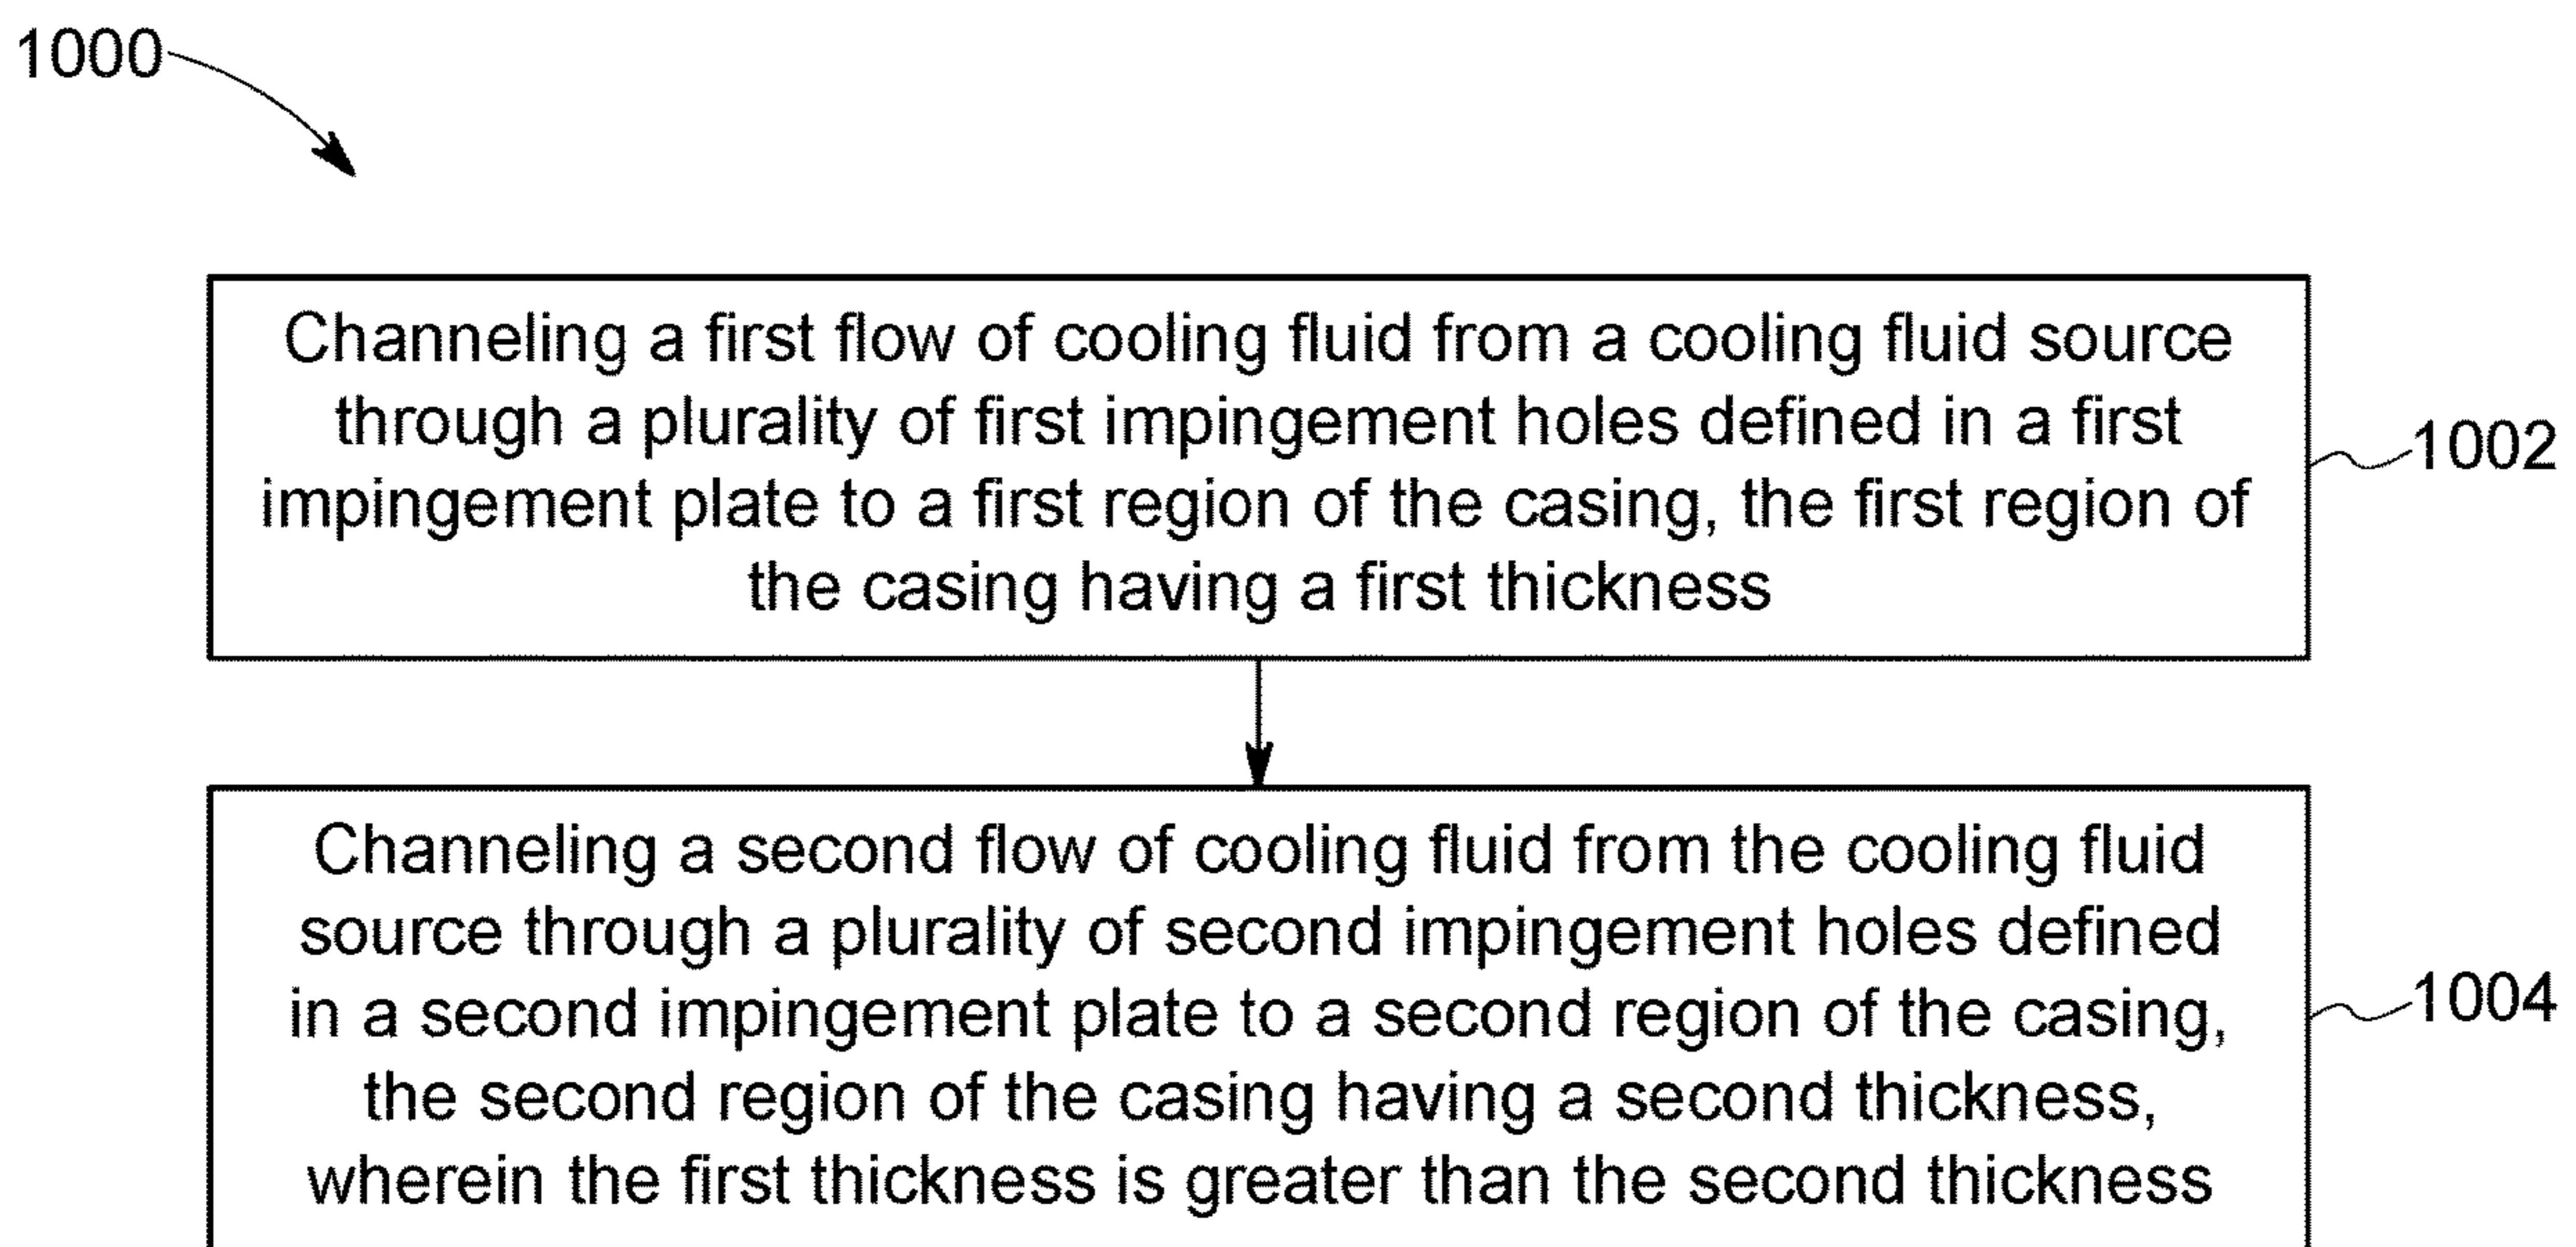 1000
Channeling a first flow of cooling fluid from a cooling fluid source
through a plurality of first impingement holes defined in a first
impingement plate to a first region of the casing, the first region of
the casing having a first thickness
1002
Channeling a second flow of cooling fluid from the cooling fluid
source through a plurality of second impingement holes defined
in a second impingement plate to a second region of the casing,
the second region of the casing having a second thickness,
wherein the first thickness is greater than the second thickness
1004